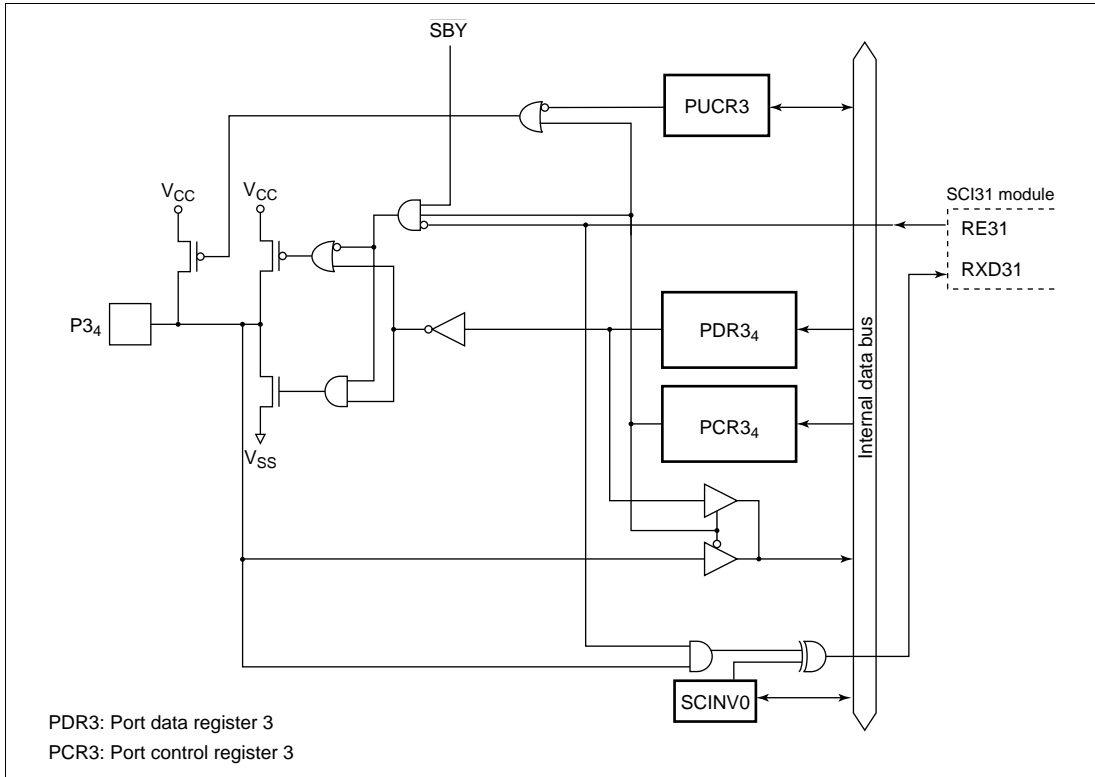 SBY
PUCR3
VCC VCC
SCI31 module
RE31
RXD31
P34
PDR34
PCR34
Internal data bus
VSS
SCINV0
PDR3: Port data register 3
PCR3: Port control register 3